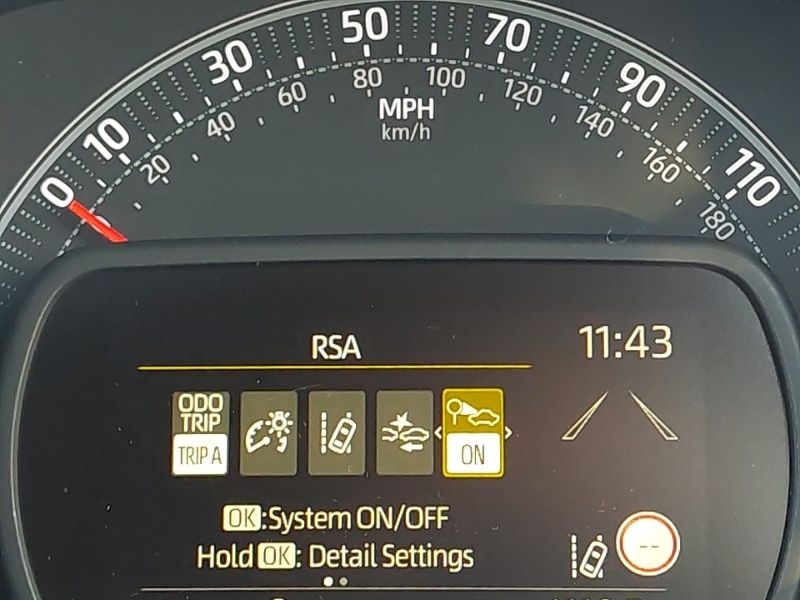 0 10 30 50 70 90 110
20 40 60 80 100 120 140 160 180
MPH
km/h
RSA
11:43
ODO
TRIP
TRIP A
ON
OK:System ON/OFF
Hold OK: Detail Settings
--